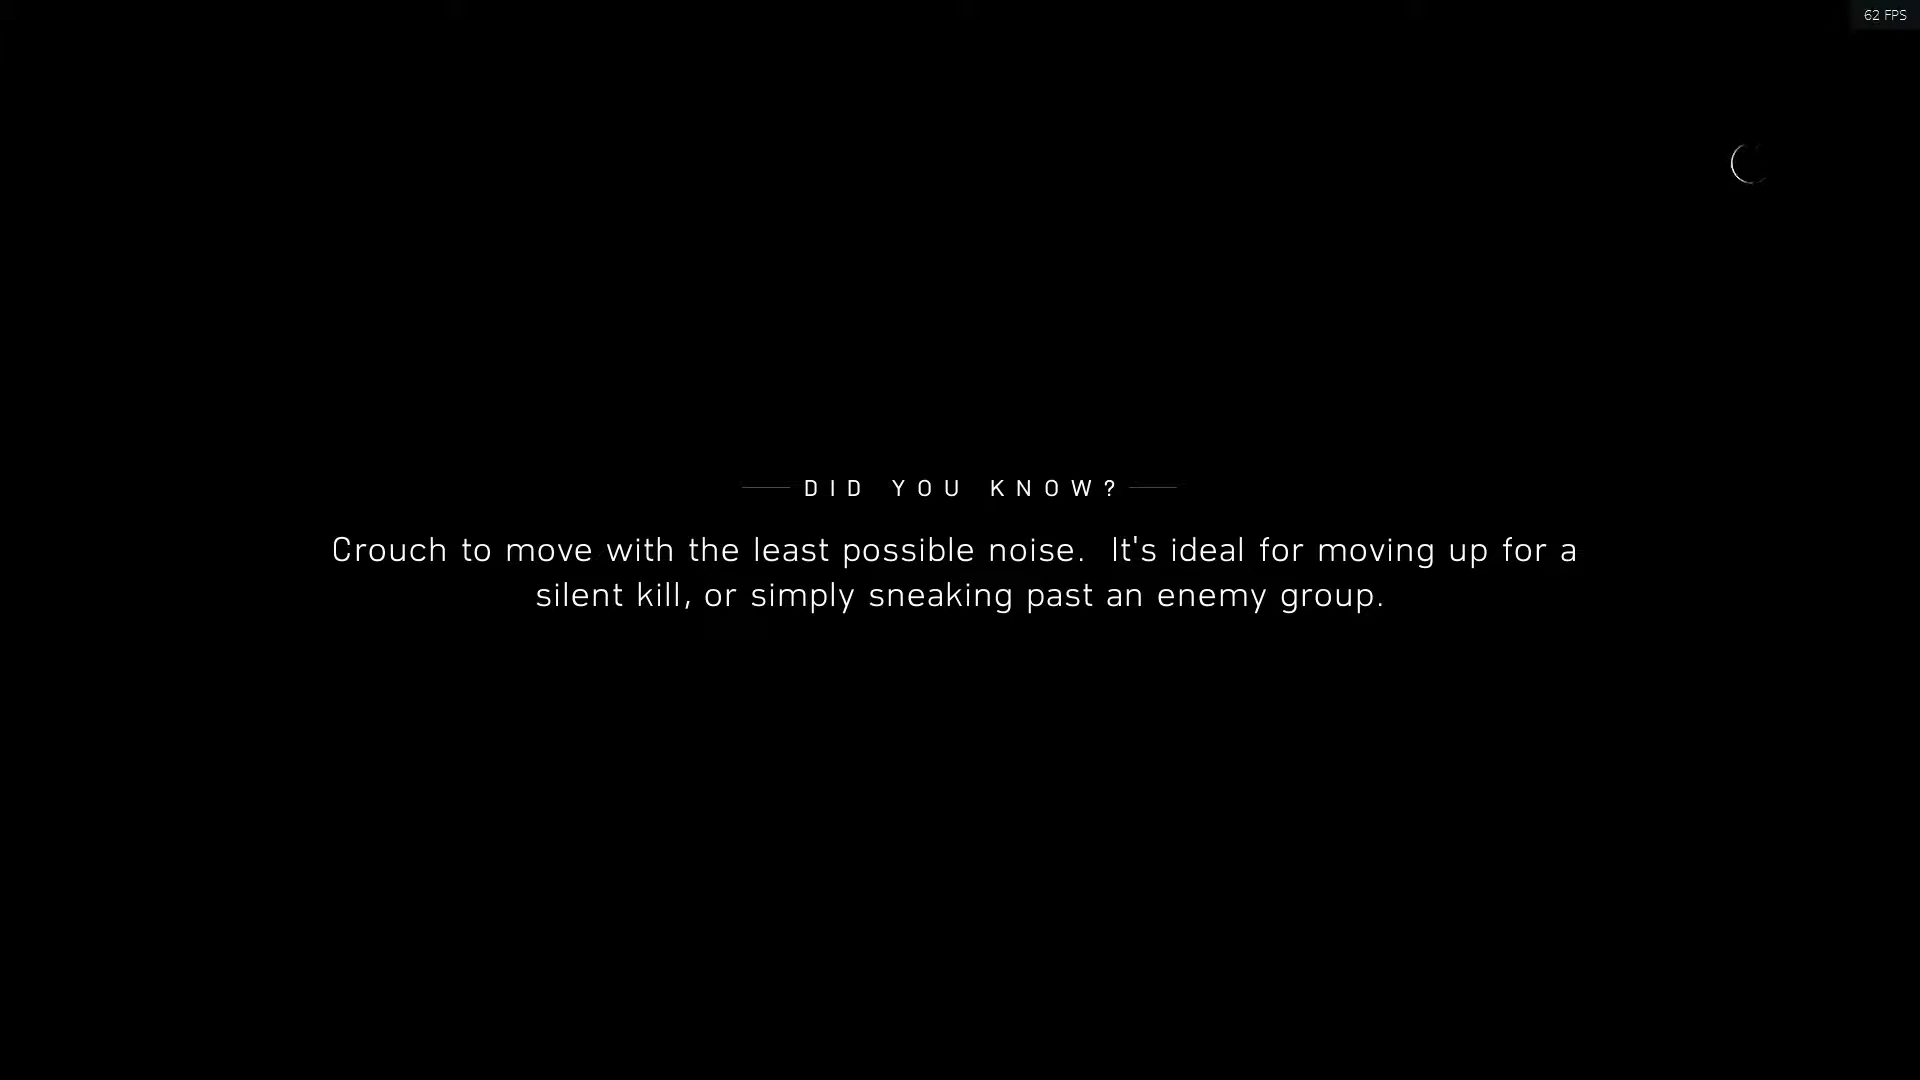 62 FPS
DID YOU KNOW?
Crouch to move with the least possible noise.  It's ideal for moving up for a
silent kill, or simply sneaking past an enemy group.